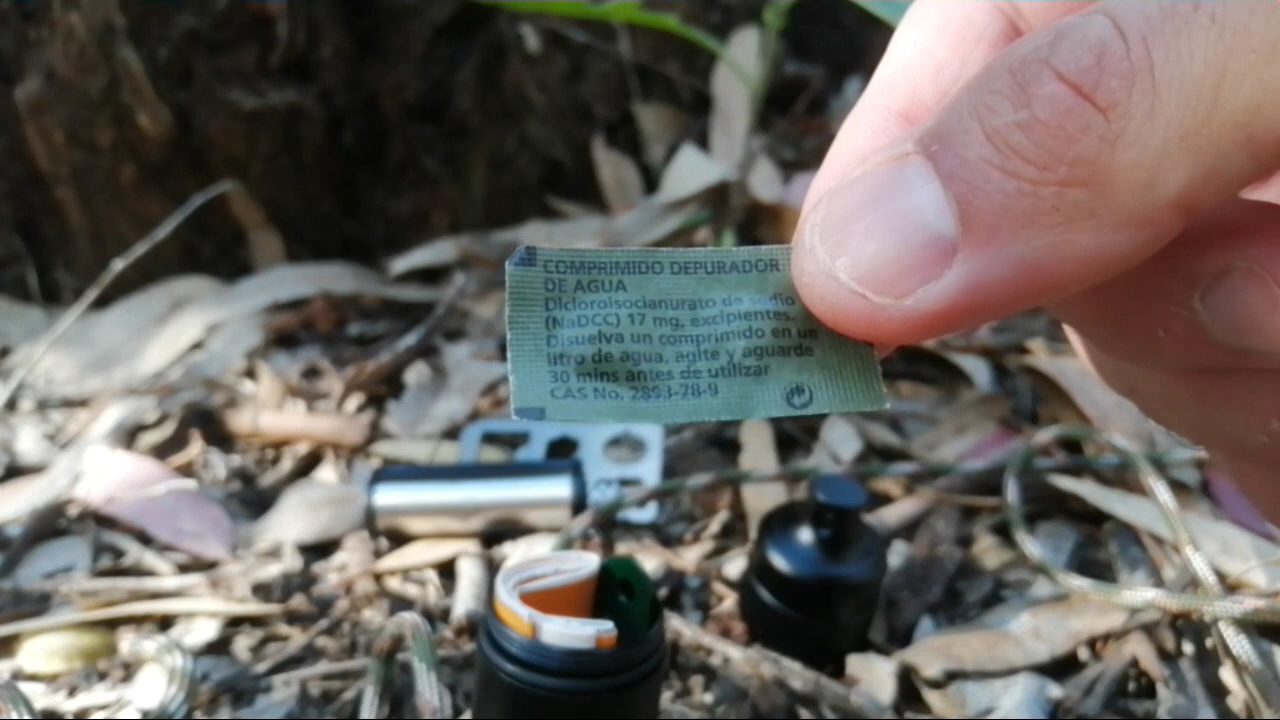 COMPRIMIDO DEPURADOR
DE AGUA
Dicloroisocianurato de sodio
(NaDCC) 17 mg, excipientes.
Disuelva un comprimido en un
litro de agua, agite y aguarde
30 mins antes de utilizar
CAS No. 2893-78-9